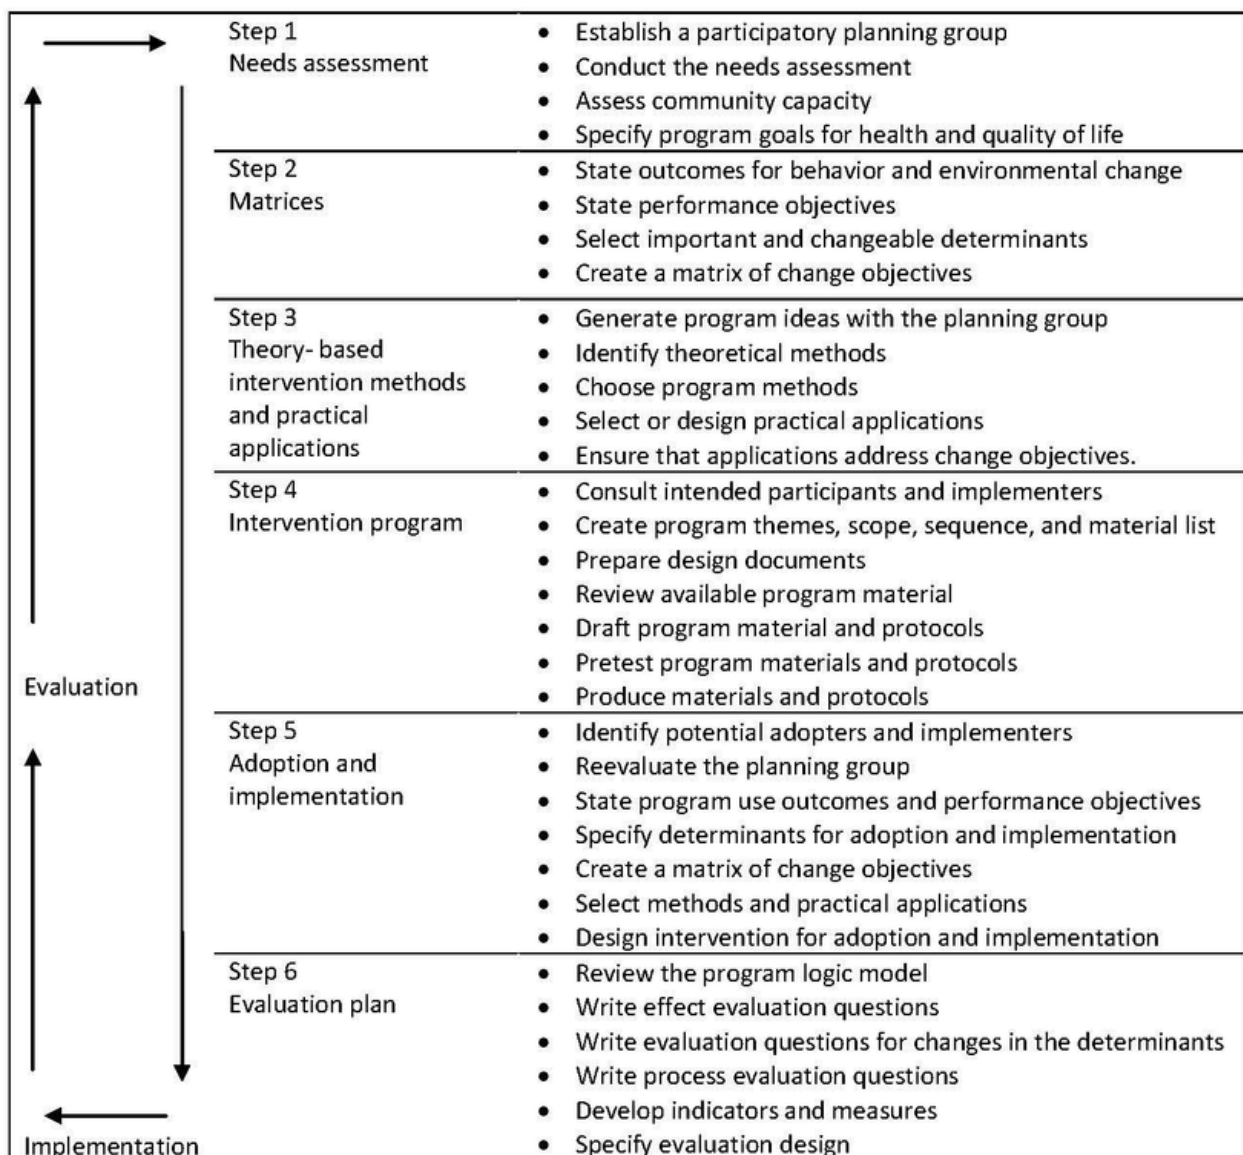 Step 1
Needs assessment
• Establish a participatory planning group
• Conduct the needs assessment
• Assess community capacity
• Specify program goals for health and quality of life
Step 2
Matrices
• State outcomes for behavior and environmental change
• State performance objectives
• Select important and changeable determinants
• Create a matrix of change objectives
Step 3
Theory- based
intervention methods
and practical
applications
• Generate program ideas with the planning group
• Identify theoretical methods
• Choose program methods
• Select or design practical applications
• Ensure that applications address change objectives.
Step 4
Intervention program
• Consult intended participants and implementers
• Create program themes, scope, sequence, and material list
• Prepare design documents
• Review available program material
• Draft program material and protocols
• Pretest program materials and protocols
• Produce materials and protocols
Evaluation
Step 5
Adoption and
implementation
• Identify potential adopters and implementers
• Reevaluate the planning group
• State program use outcomes and performance objectives
• Specify determinants for adoption and implementation
• Create a matrix of change objectives
• Select methods and practical applications
• Design intervention for adoption and implementation
Step 6
Evaluation plan
• Review the program logic model
• Write effect evaluation questions
• Write evaluation questions for changes in the determinants
• Write process evaluation questions
• Develop indicators and measures
• Specify evaluation design
Implementation